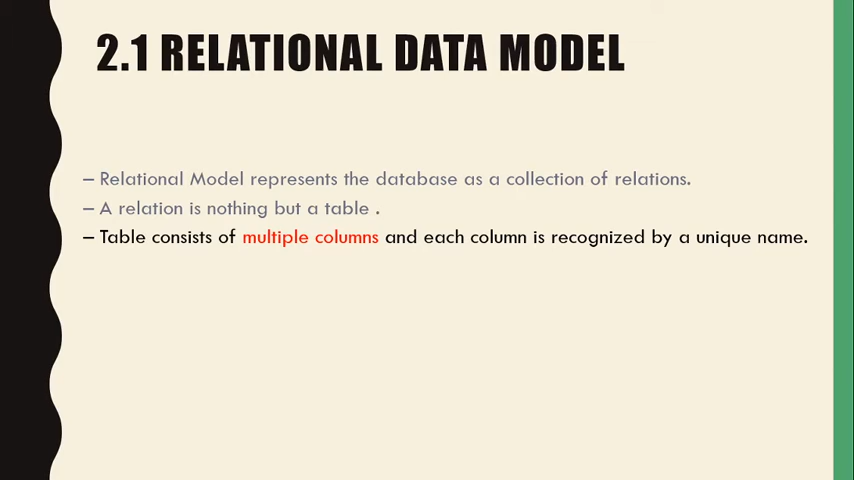 2.1 RELATIONAL DATA MODEL
– Relational Model represents the database as a collection of relations.
– A relation is nothing but a table .
– Table consists of multiple columns and each column is recognized by a unique name.